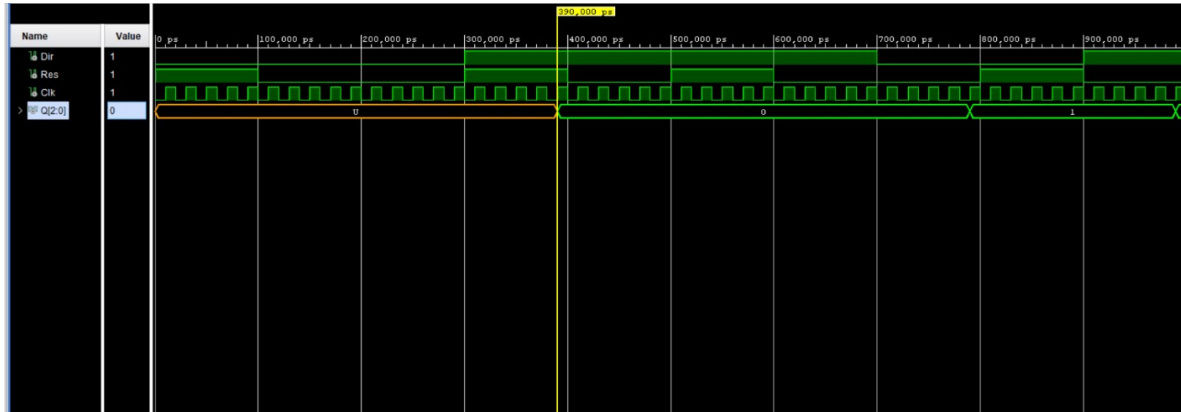 390,000 ps
Name Value
0 ps 100,000 ps 200,000 ps 300,000 ps 400,000 ps 500,000 ps 600,000 ps 700,000 ps 800,000 ps 900,000 ps
Dir 1
Res 1
Clk 1
> Q[2:0] 0 U 0 1